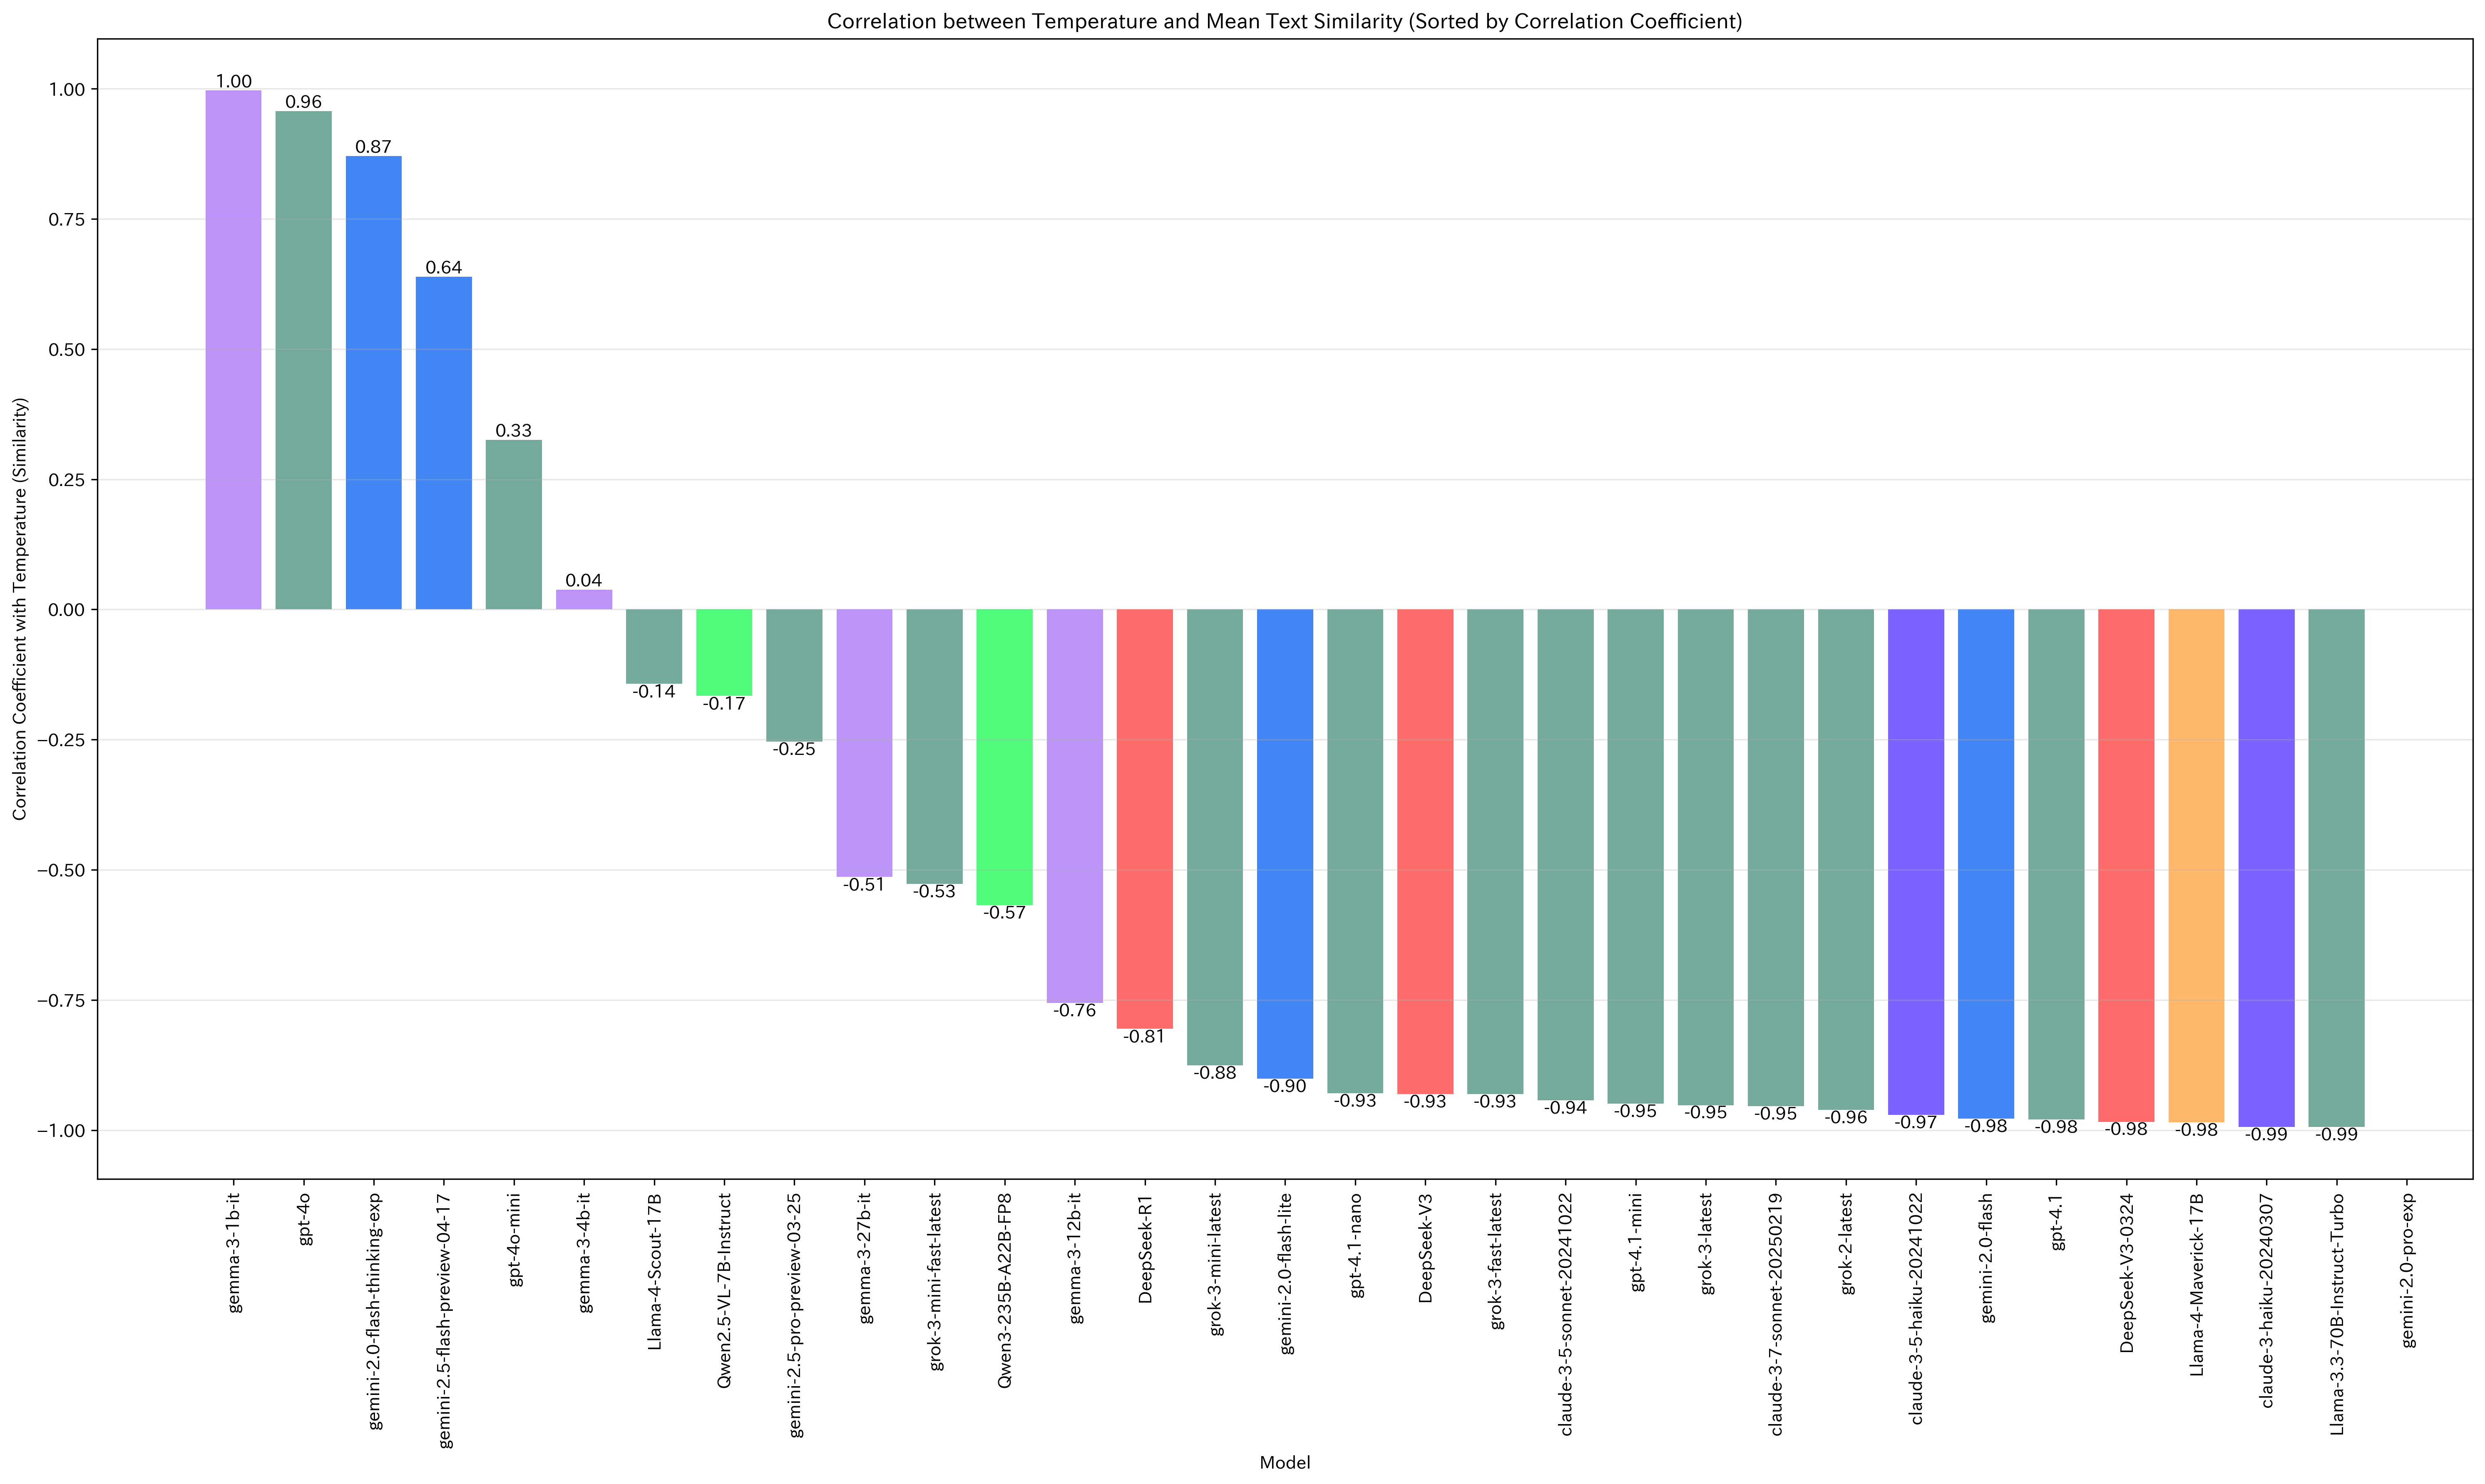 Correlation between Temperature and Mean Text Similarity (Sorted by Correlation Coefficient)
Correlation Coefficient with Temperature (Similarity)
1.00
0.75
0.50
0.25
0.00
−0.25
−0.50
−0.75
−1.00
1.00
0.96
0.87
0.64
0.33
0.04
-0.14
-0.17
-0.25
-0.51
-0.53
-0.57
-0.76
-0.81
-0.88
-0.90
-0.93
-0.93
-0.93
-0.94
-0.95
-0.95
-0.95
-0.96
-0.97
-0.98
-0.98
-0.98
-0.98
-0.99
-0.99
gemma-3-1b-it
gpt-4o
gemini-2.0-flash-thinking-exp
gemini-2.5-flash-preview-04-17
gpt-4o-mini
gemma-3-4b-it
Llama-4-Scout-17B
Qwen2.5-VL-7B-Instruct
gemini-2.5-pro-preview-03-25
gemma-3-27b-it
grok-3-mini-fast-latest
Qwen3-235B-A22B-FP8
gemma-3-12b-it
DeepSeek-R1
grok-3-mini-latest
gemini-2.0-flash-lite
gpt-4.1-nano
DeepSeek-V3
grok-3-fast-latest
claude-3-5-sonnet-20241022
gpt-4.1-mini
grok-3-latest
claude-3-7-sonnet-20250219
grok-2-latest
claude-3-5-haiku-20241022
gemini-2.0-flash
gpt-4.1
DeepSeek-V3-0324
Llama-4-Maverick-17B
claude-3-haiku-20240307
Llama-3.3-70B-Instruct-Turbo
gemini-2.0-pro-exp
Model